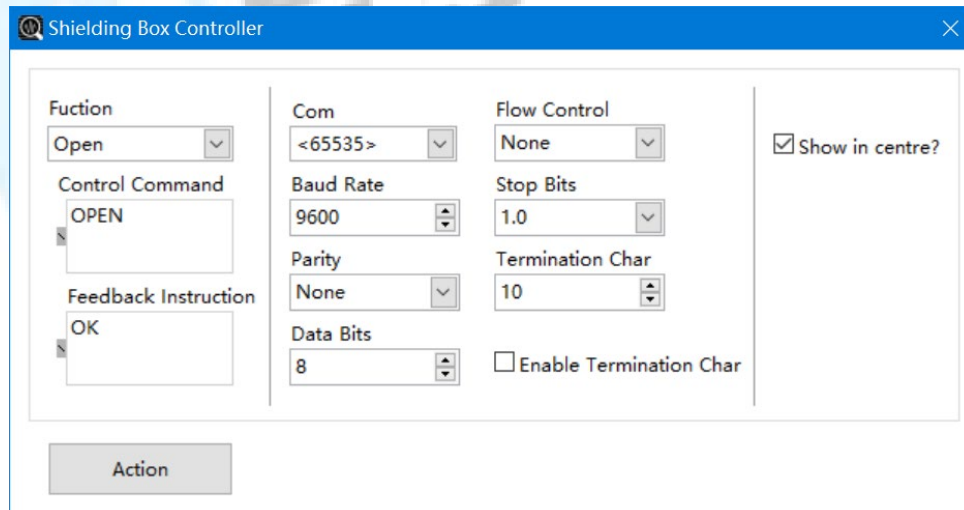 Shielding Box Controller
Fuction
Open
Control Command
OPEN
Feedback Instruction
OK
Com
<65535>
Baud Rate
9600
Parity
None
Data Bits
8
Flow Control
None
Stop Bits
1.0
Termination Char
10
Enable Termination Char
Show in centre?
Action